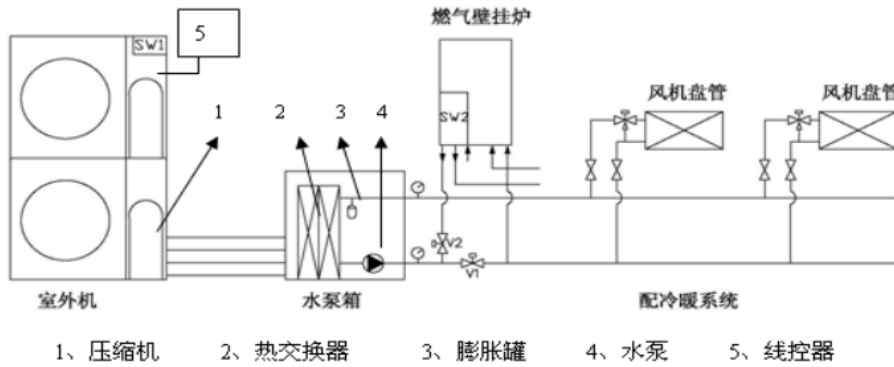 燃气壁挂炉
5
SW1
风机盘管
风机盘管
1
2
3
4
SW2
V2
V1
室外机
水泵箱
配冷暖系统
1、压缩机
2、热交换器
3、膨胀罐
4、水泵
5、线控器